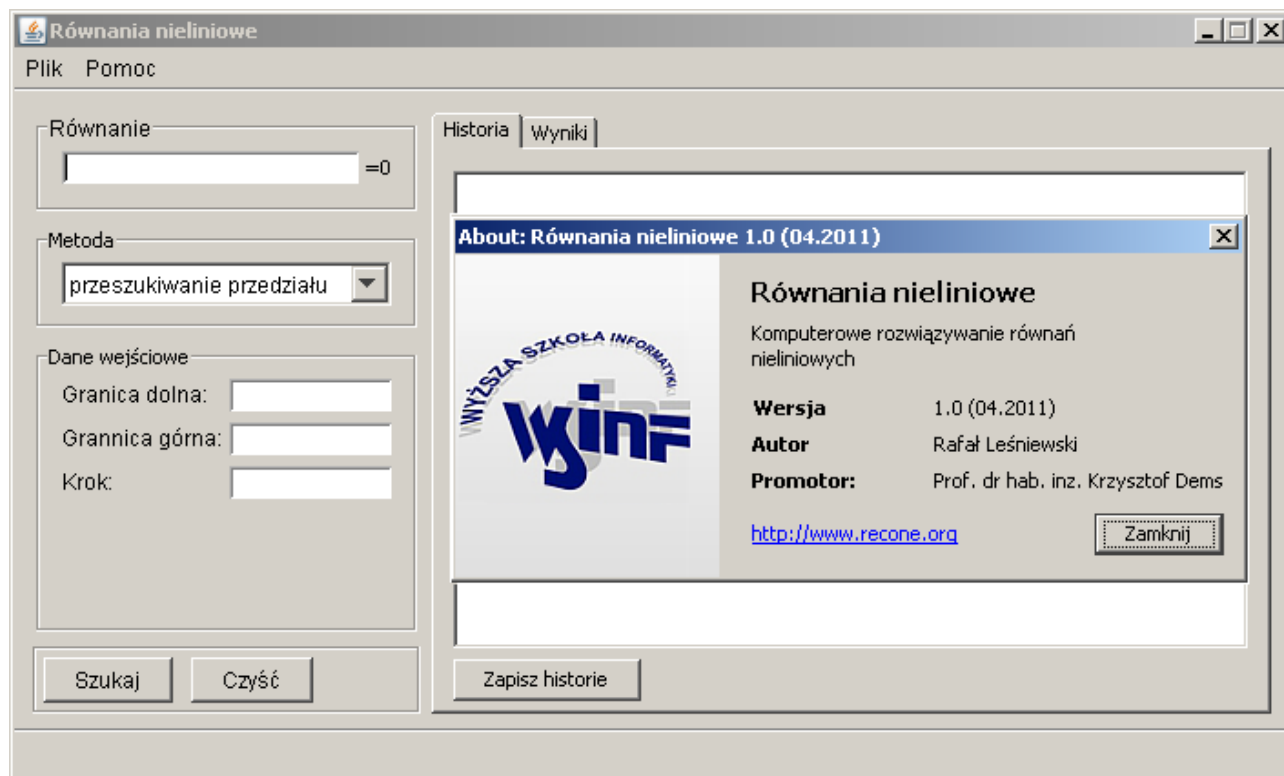 Równania nieliniowe
Plik Pomoc
Równanie
=0
Metoda
przeszukiwanie przedziału
Dane wejściowe
Granica dolna:
Grannica górna:
Krok:
Szukaj Czyść
Historia Wyniki
About: Równania nieliniowe 1.0 (04.2011)
WYŻSZA SZKOŁA INFORMATYKI
wsinf
Równania nieliniowe
Komputerowe rozwiązywanie równań
nieliniowych
Wersja 1.0 (04.2011)
Autor Rafał Leśniewski
Promotor: Prof. dr hab. inz. Krzysztof Dems
http://www.recone.org Zamknij
Zapisz historie